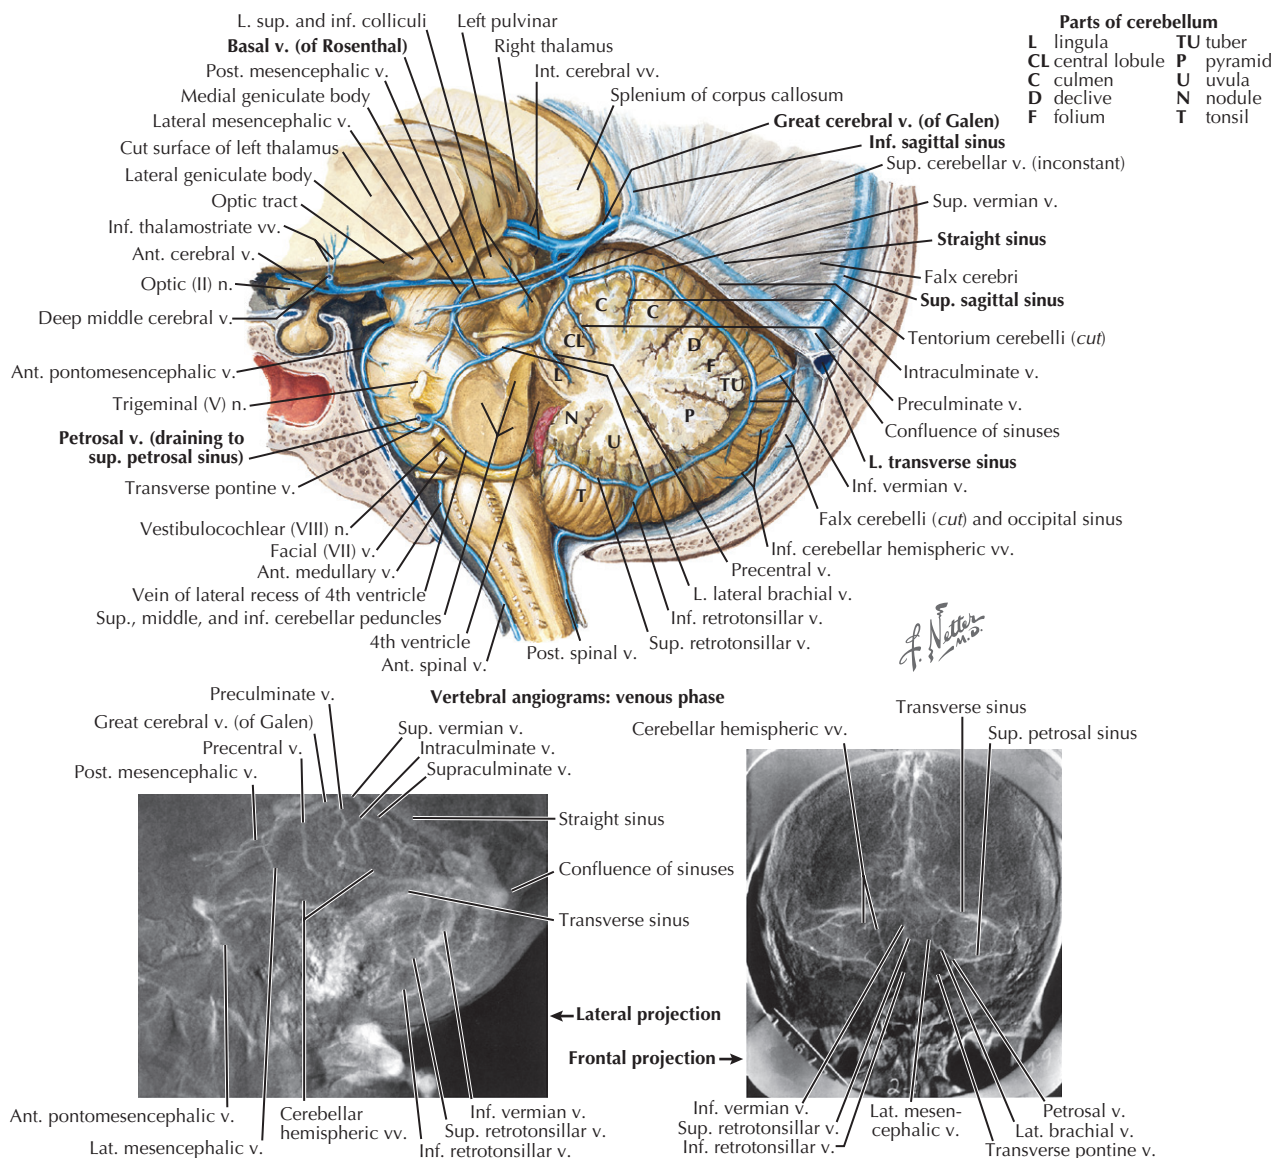 L. sup. and inf. colliculi
Left pulvinar
Basal v. (of Rosenthal)
Right thalamus
Post. mesencephalic v.
Int. cerebral vv.
Medial geniculate body
Splenium of corpus callosum
Lateral mesencephalic v.
Great cerebral v. (of Galen)
Cut surface of left thalamus
Inf. sagittal sinus
Lateral geniculate body
Sup. cerebellar v. (inconstant)
Optic tract
Sup. vermian v.
Inf. thalamostriate vv.
Straight sinus
Ant. cerebral v.
Falx cerebri
Optic (II) n.
Sup. sagittal sinus
Deep middle cerebral v.
Tentorium cerebelli (cut)
Ant. pontomesencephalic v.
Intraculminate v.
Trigeminal (V) n.
Preculminate v.
Petrosal v. (draining to
sup. petrosal sinus)
Confluence of sinuses
L. transverse sinus
Transverse pontine v.
Inf. vermian v.
Vestibulocochlear (VIII) n.
Falx cerebelli (cut) and occipital sinus
Facial (VII) v.
Inf. cerebellar hemispheric vv.
Ant. medullary v.
Precentral v.
Vein of lateral recess of 4th ventricle
L. lateral brachial v.
Sup., middle, and inf. cerebellar peduncles
Inf. retrotonsillar v.
4th ventricle
Sup. retrotonsillar v.
Ant. spinal v.
Post. spinal v.
Parts of cerebellum
L lingula TU tuber
CL central lobule P pyramid
C culmen U uvula
D declive N nodule
F folium T tonsil
C
C
CL
D
F
TU
L
N
P
U
T
F. Netter
M.D.
Vertebral angiograms: venous phase
Preculminate v.
Great cerebral v. (of Galen)
Sup. vermian v.
Precentral v.
Intraculminate v.
Post. mesencephalic v.
Supraculminate v.
Straight sinus
Confluence of sinuses
Transverse sinus
Lateral projection
Ant. pontomesencephalic v.
Lat. mesencephalic v.
Cerebellar
hemispheric vv.
Inf. vermian v.
Sup. retrotonsillar v.
Inf. retrotonsillar v.
Transverse sinus
Cerebellar hemispheric vv.
Sup. petrosal sinus
Frontal projection
Inf. vermian v.
Sup. retrotonsillar v.
Inf. retrotonsillar v.
Lat. mesen-
cephalic v.
Petrosal v.
Lat. brachial v.
Transverse pontine v.